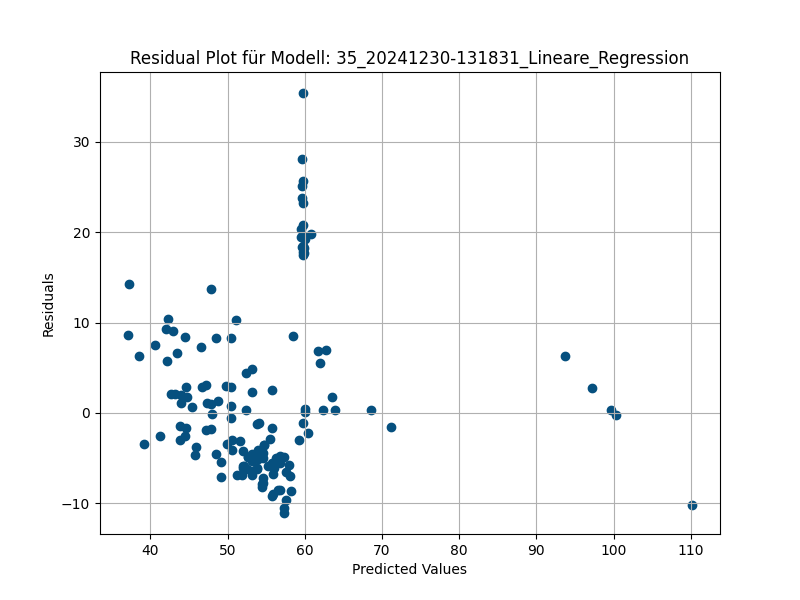 Residual Plot für Modell: 35_20241230-131831_Lineare_Regression
30
20
10
0
−10
Residuals
40 50 60 70 80 90 100 110
Predicted Values